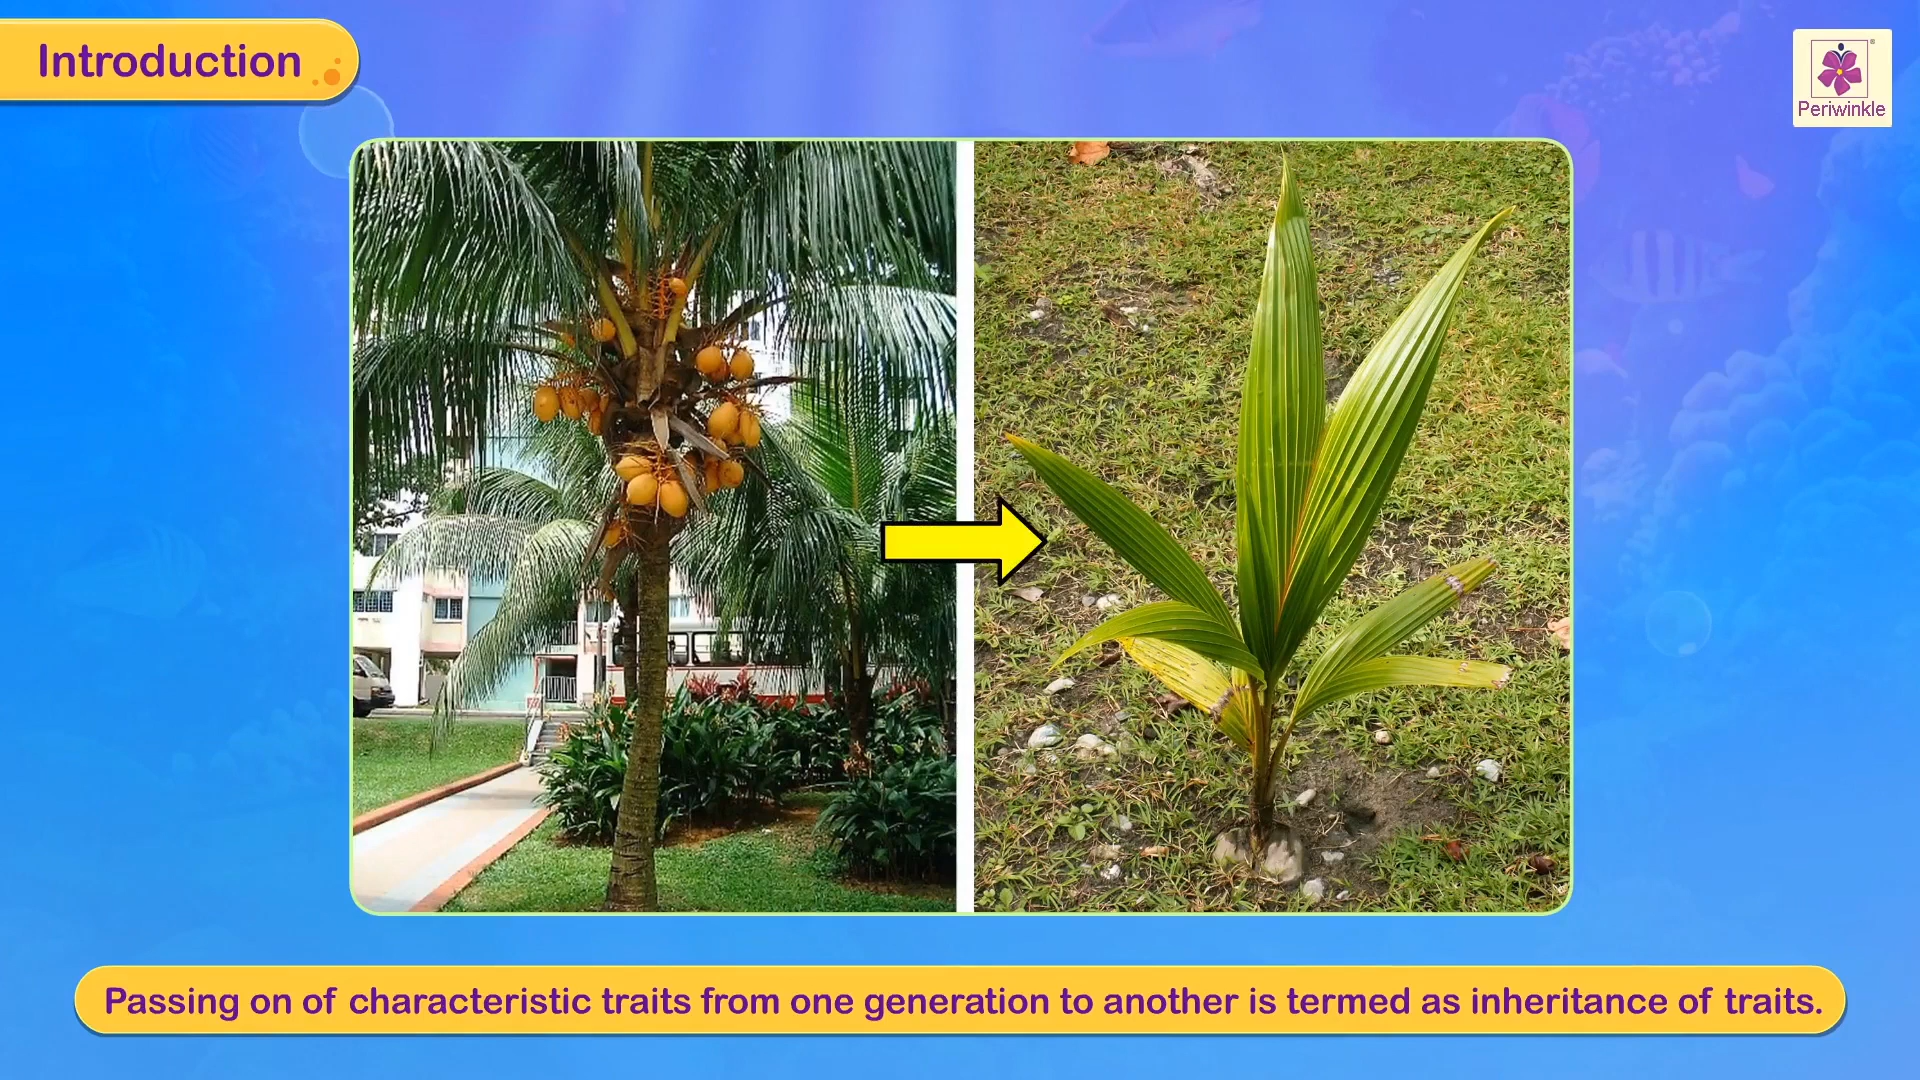 Introduction
Periwinkle
Passing on of characteristic traits from one generation to another is termed as inheritance of traits.